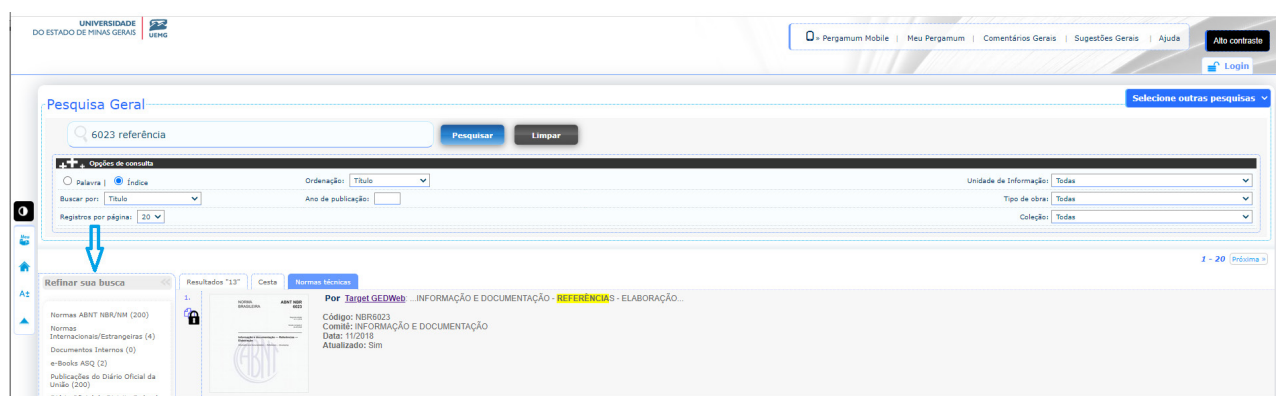 UNIVERSIDADE
DO ESTADO DE MINAS GERAIS
UEMG
» Pergamum Mobile | Meu Pergamum | Comentários Gerais | Sugestões Gerais | Ajuda
Alto contraste
Login
Pesquisa Geral
Selecione outras pesquisas
6023 referência
Pesquisar
Limpar
Opções de consulta
Palavra | Índice
Ordenação: Título
Unidade de Informação: Todas
Buscar por: Título
Ano de publicação:
Tipo de obra: Todas
Registros por página: 20
Coleção: Todas
1 - 20 Próxima »
Refinar sua busca
Resultados "13"
Cesta
Normas técnicas
1.
NORMA BRASILEIRA
ABNT NBR 6023
ABNT
Por Target GEDWeb: ...INFORMAÇÃO E DOCUMENTAÇÃO - REFERÊNCIAS - ELABORAÇÃO...
Código: NBR6023
Comitê: INFORMAÇÃO E DOCUMENTAÇÃO
Data: 11/2018
Atualizado: Sim
Normas ABNT NBR/NM (200)
Normas
Internacionais/Estrangeiras (4)
Documentos Internos (0)
e-Books ASQ (2)
Publicações do Diário Oficial da
União (200)
A±